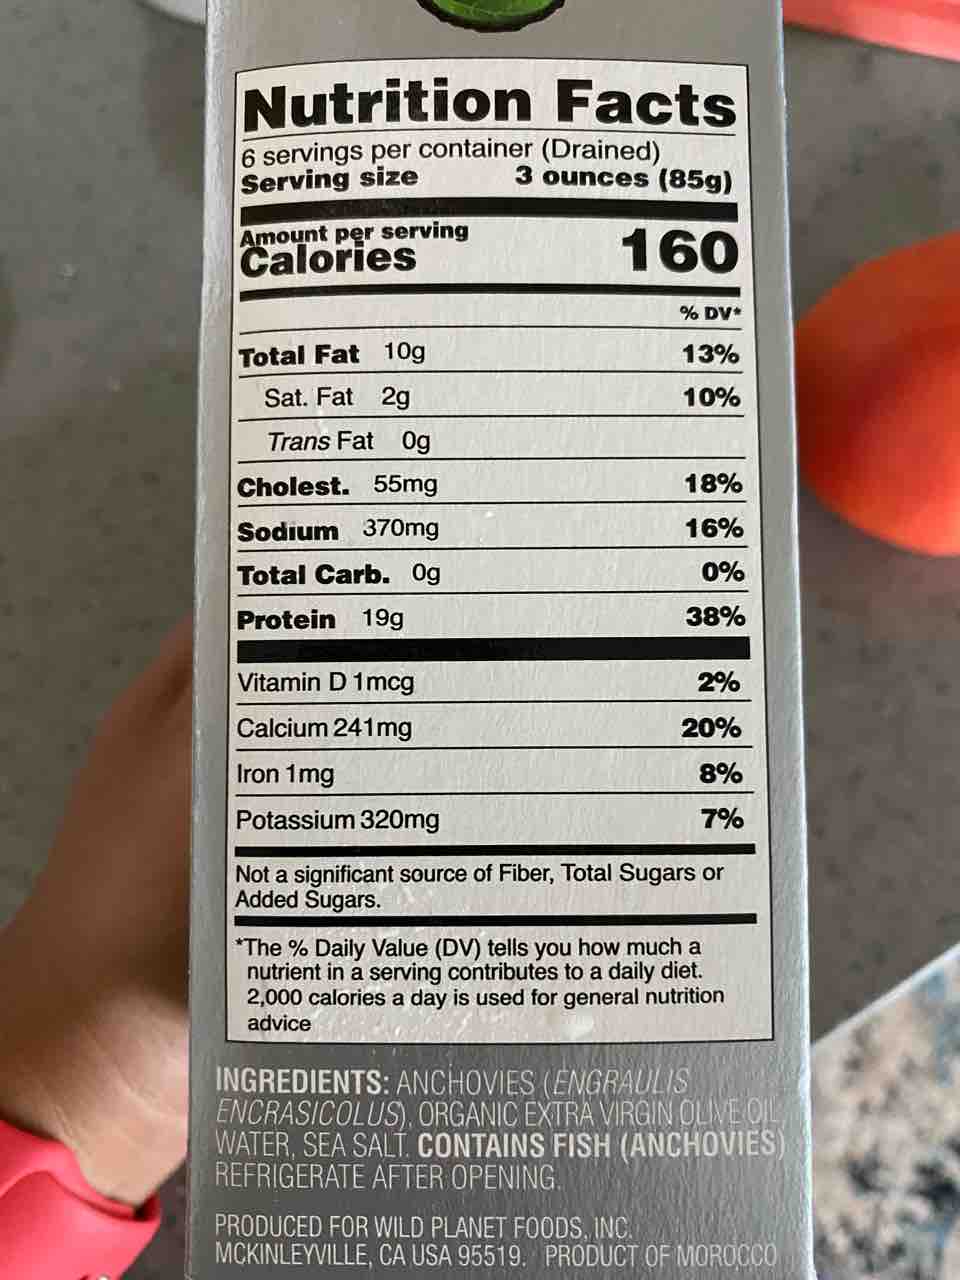 Nutrition Facts
6 servings per container (Drained)
Serving size 3 ounces (85g)
Amount per serving
Calories 160
% DV*
Total Fat 10g 13%
Sat. Fat 2g 10%
Trans Fat 0g
Cholest. 55mg 18%
Sodium 370mg 16%
Total Carb. 0g 0%
Protein 19g 38%
Vitamin D 1mcg 2%
Calcium 241mg 20%
Iron 1mg 8%
Potassium 320mg 7%
Not a significant source of Fiber, Total Sugars or
Added Sugars.
*The % Daily Value (DV) tells you how much a
nutrient in a serving contributes to a daily diet.
2,000 calories a day is used for general nutrition
advice
INGREDIENTS: ANCHOVIES (ENGRAULIS
ENCRASICOLUS), ORGANIC EXTRA VIRGIN OLIVE OIL,
WATER, SEA SALT. CONTAINS FISH (ANCHOVIES)
REFRIGERATE AFTER OPENING.
PRODUCED FOR WILD PLANET FOODS, INC.
MCKINLEYVILLE, CA USA 95519. PRODUCT OF MOROCCO